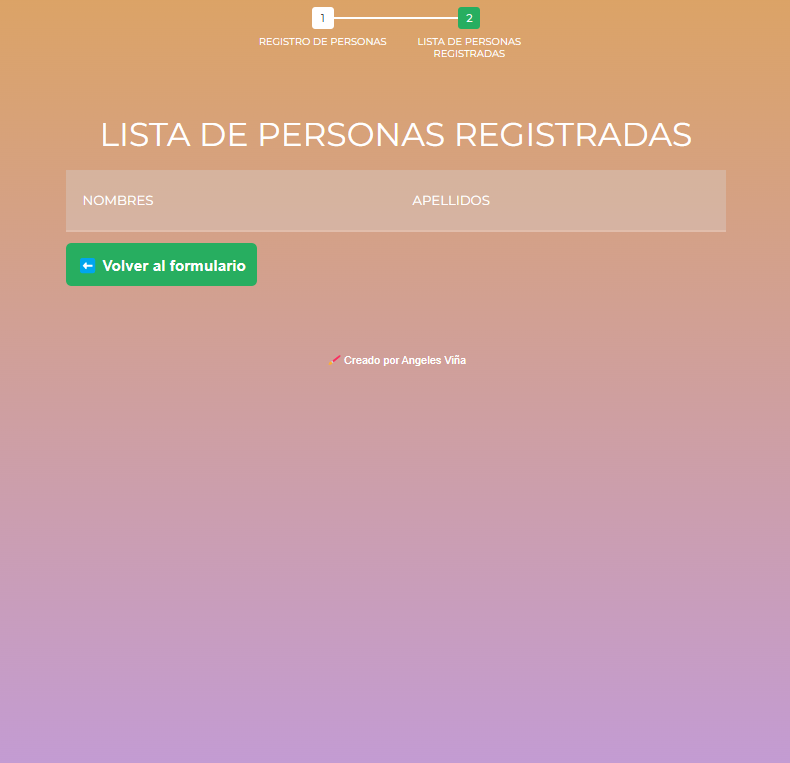 1 2
REGISTRO DE PERSONAS LISTA DE PERSONAS
REGISTRADAS
LISTA DE PERSONAS REGISTRADAS
NOMBRES APELLIDOS
Volver al formulario
Creado por Angeles Viña